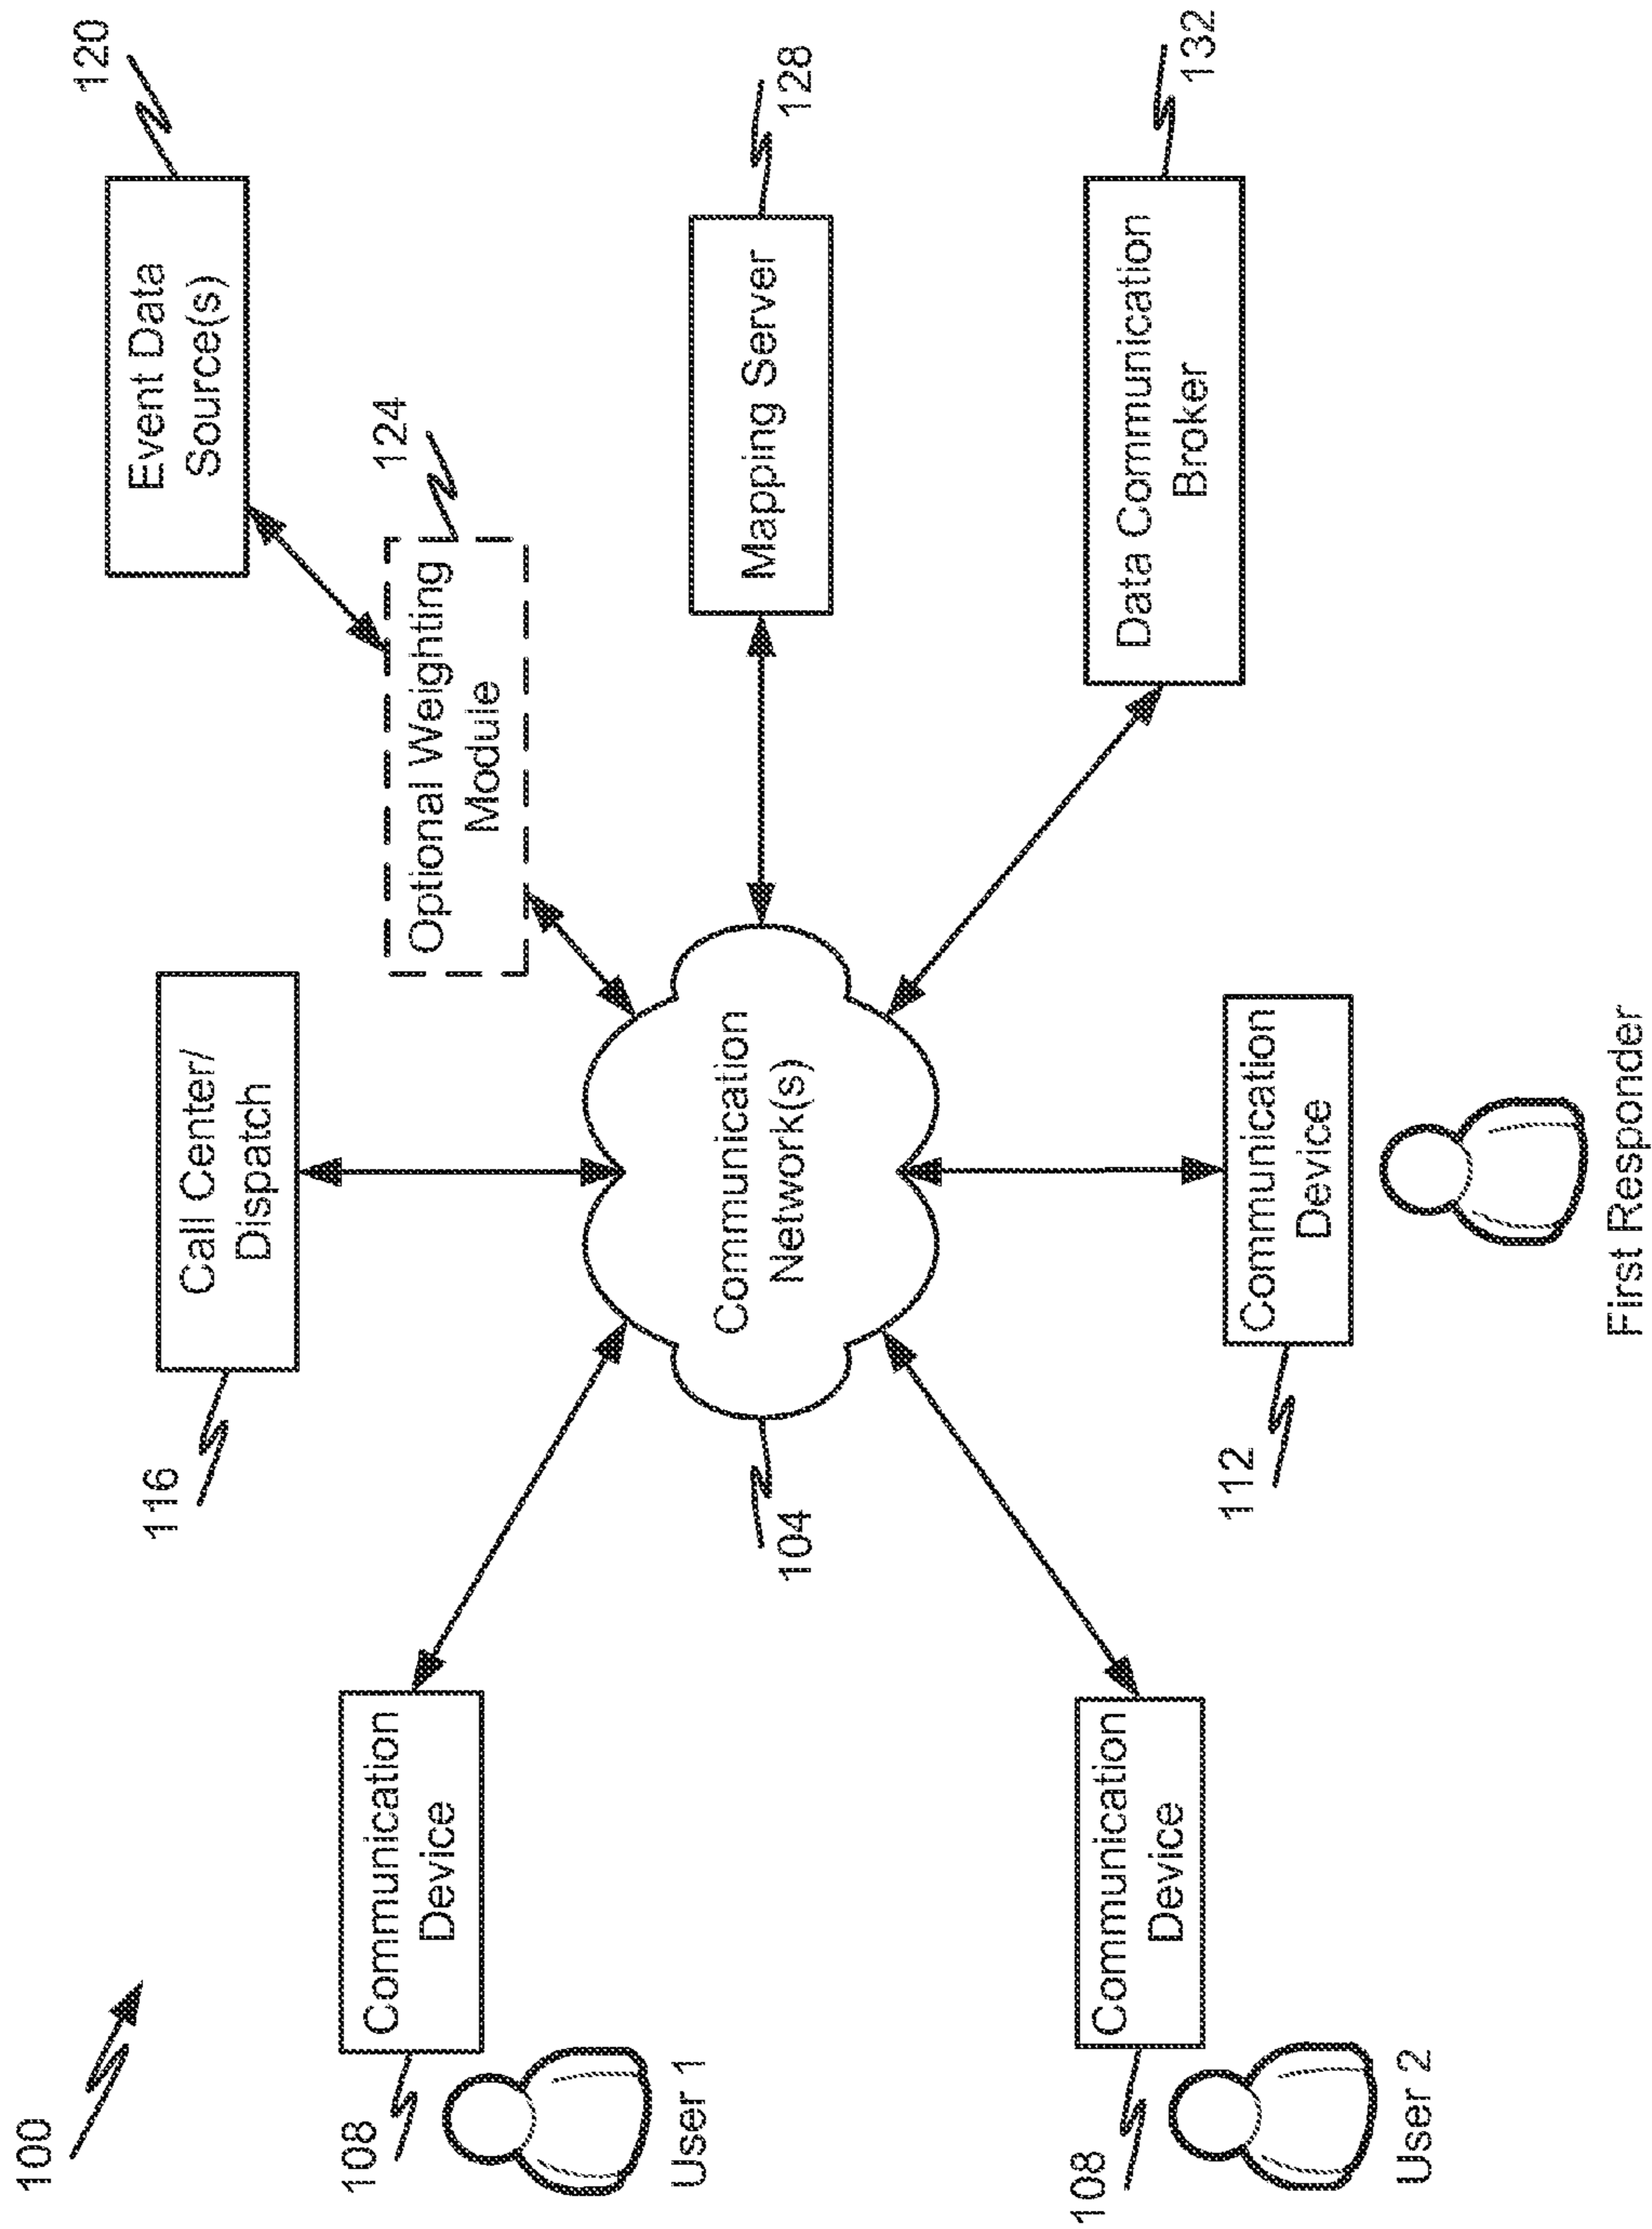 100
120
116
Call Center/
Dispatch
Event Data
Source(s)
124
Optional Weighting
Module
108
Communication
Device
User 1
Communication
Network(s)
104
Mapping Server
128
108
Communication
Device
User 2
112
Communication
Device
First Responder
Data Communication
Broker
132